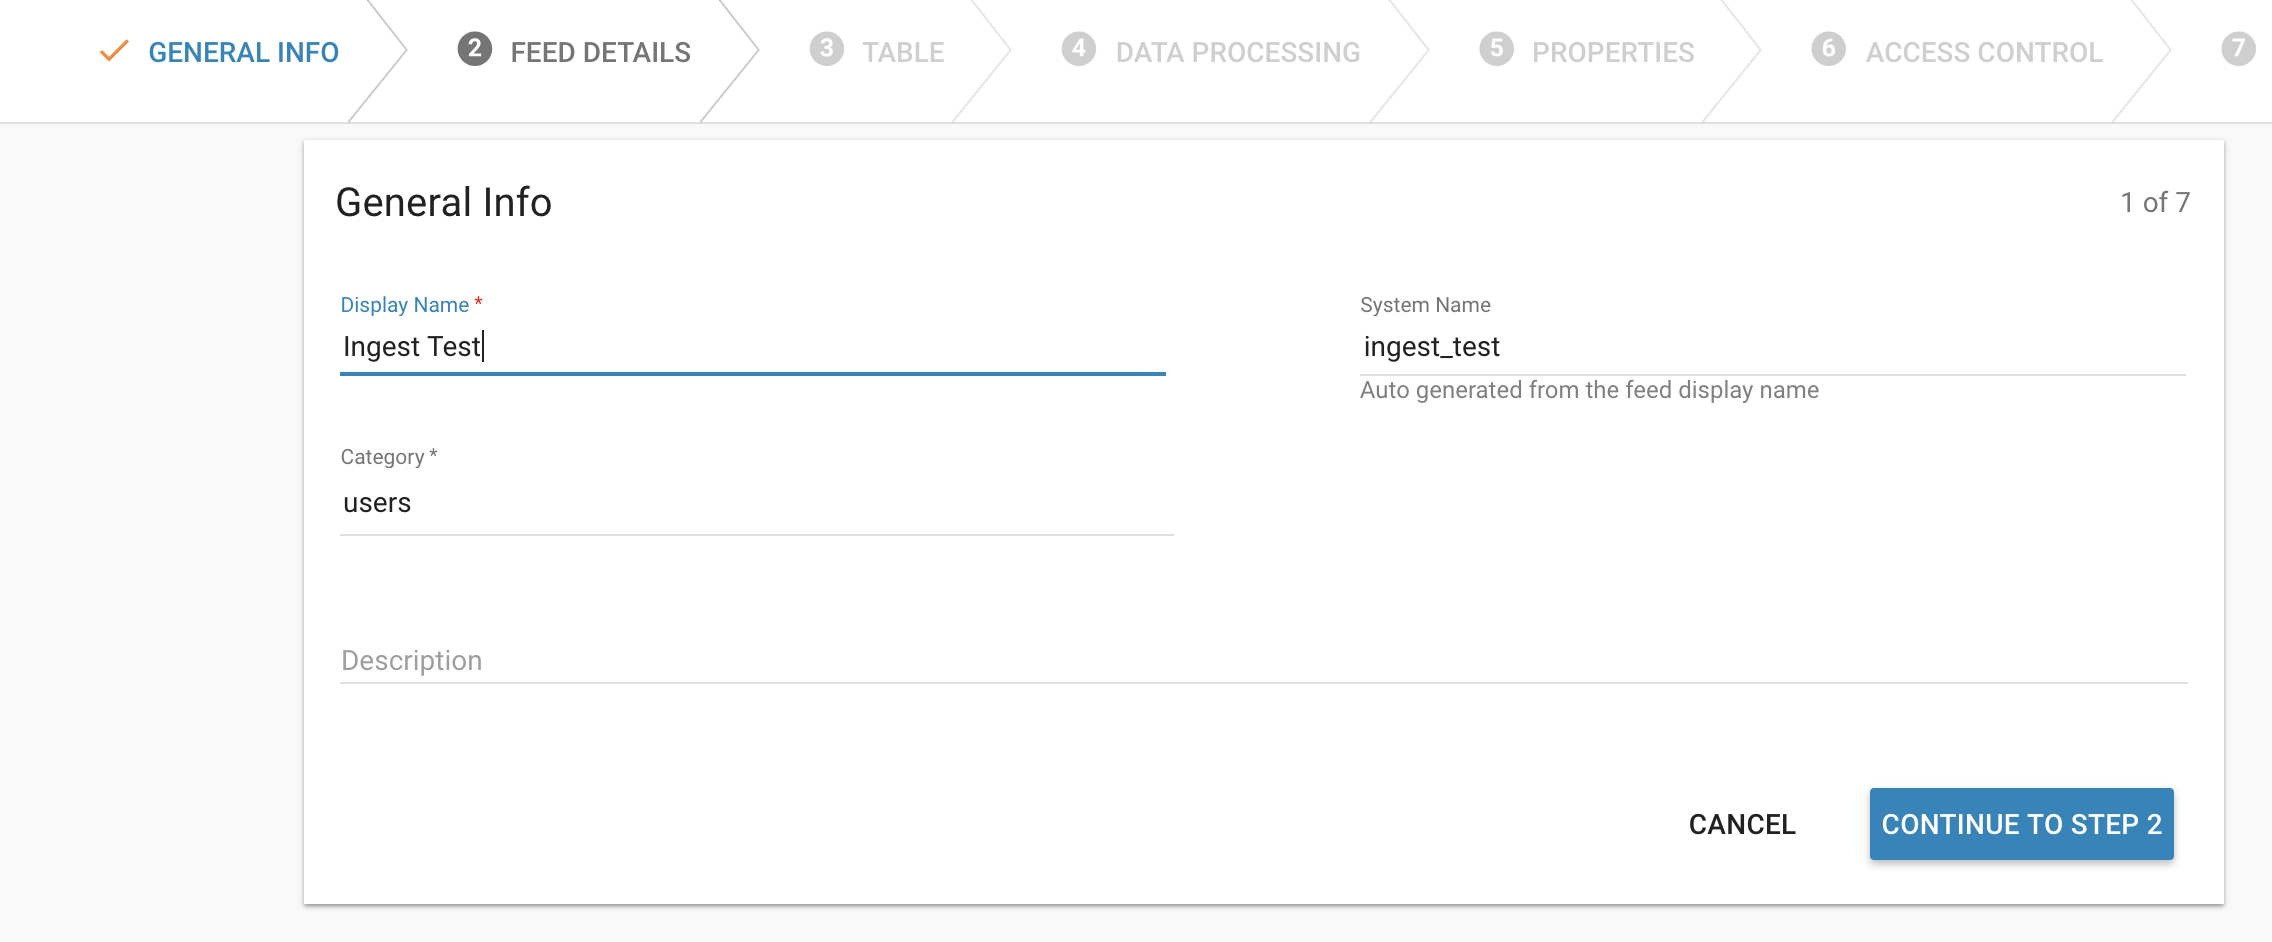 GENERAL INFO 2 FEED DETAILS 3 TABLE 4 DATA PROCESSING 5 PROPERTIES 6 ACCESS CONTROL 7
General Info 1 of 7
Display Name * System Name
Ingest Test ingest_test
Auto generated from the feed display name
Category *
users
Description
CANCEL CONTINUE TO STEP 2